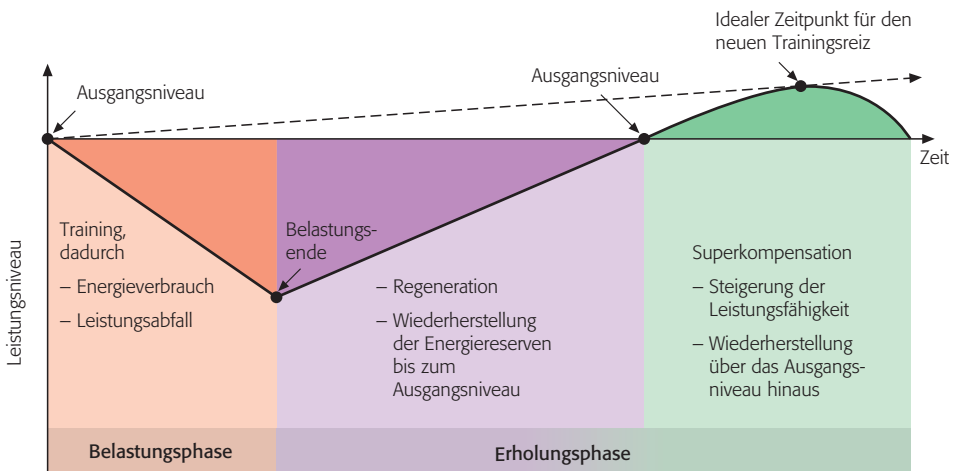 Idealer Zeitpunkt für den
neuen Trainingsreiz
Ausgangsniveau
Ausgangsniveau
Zeit
Leistungsniveau
Training,
dadurch
– Energieverbrauch
– Leistungsabfall
Belastungs-
ende
– Regeneration
– Wiederherstellung
der Energiereserven
bis zum
Ausgangsniveau
Superkompensation
– Steigerung der
Leistungsfähigkeit
– Wiederherstellung
über das Ausgangs-
niveau hinaus
Belastungsphase
Erholungsphase